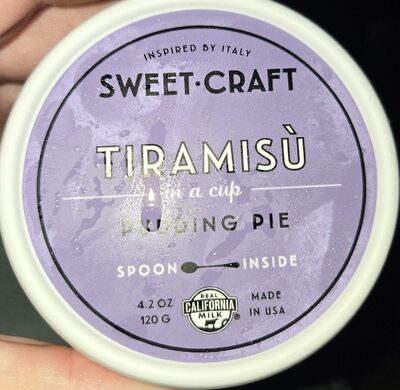 INSPIRED BY ITALY
SWEET·CRAFT
TIRAMISÙ
in a cup
PUDDING PIE
SPOON INSIDE
4.2 OZ
120 G
REAL
CALIFORNIA
MILK
®
MADE
IN USA